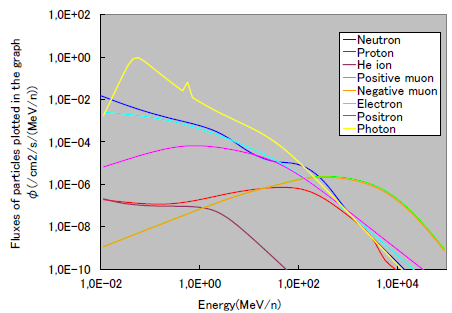 Fluxes of particles plotted in the graph
φ(/cm2/s/(MeV/n))
1,0E+02
1,0E+00
1,0E-02
1,0E-04
1,0E-06
1,0E-08
1,0E-10
1,0E-02
1,0E+00
1,0E+02
1,0E+04
Energy(MeV/n)
Neutron
Proton
He ion
Positive muon
Negative muon
Electron
Positron
Photon